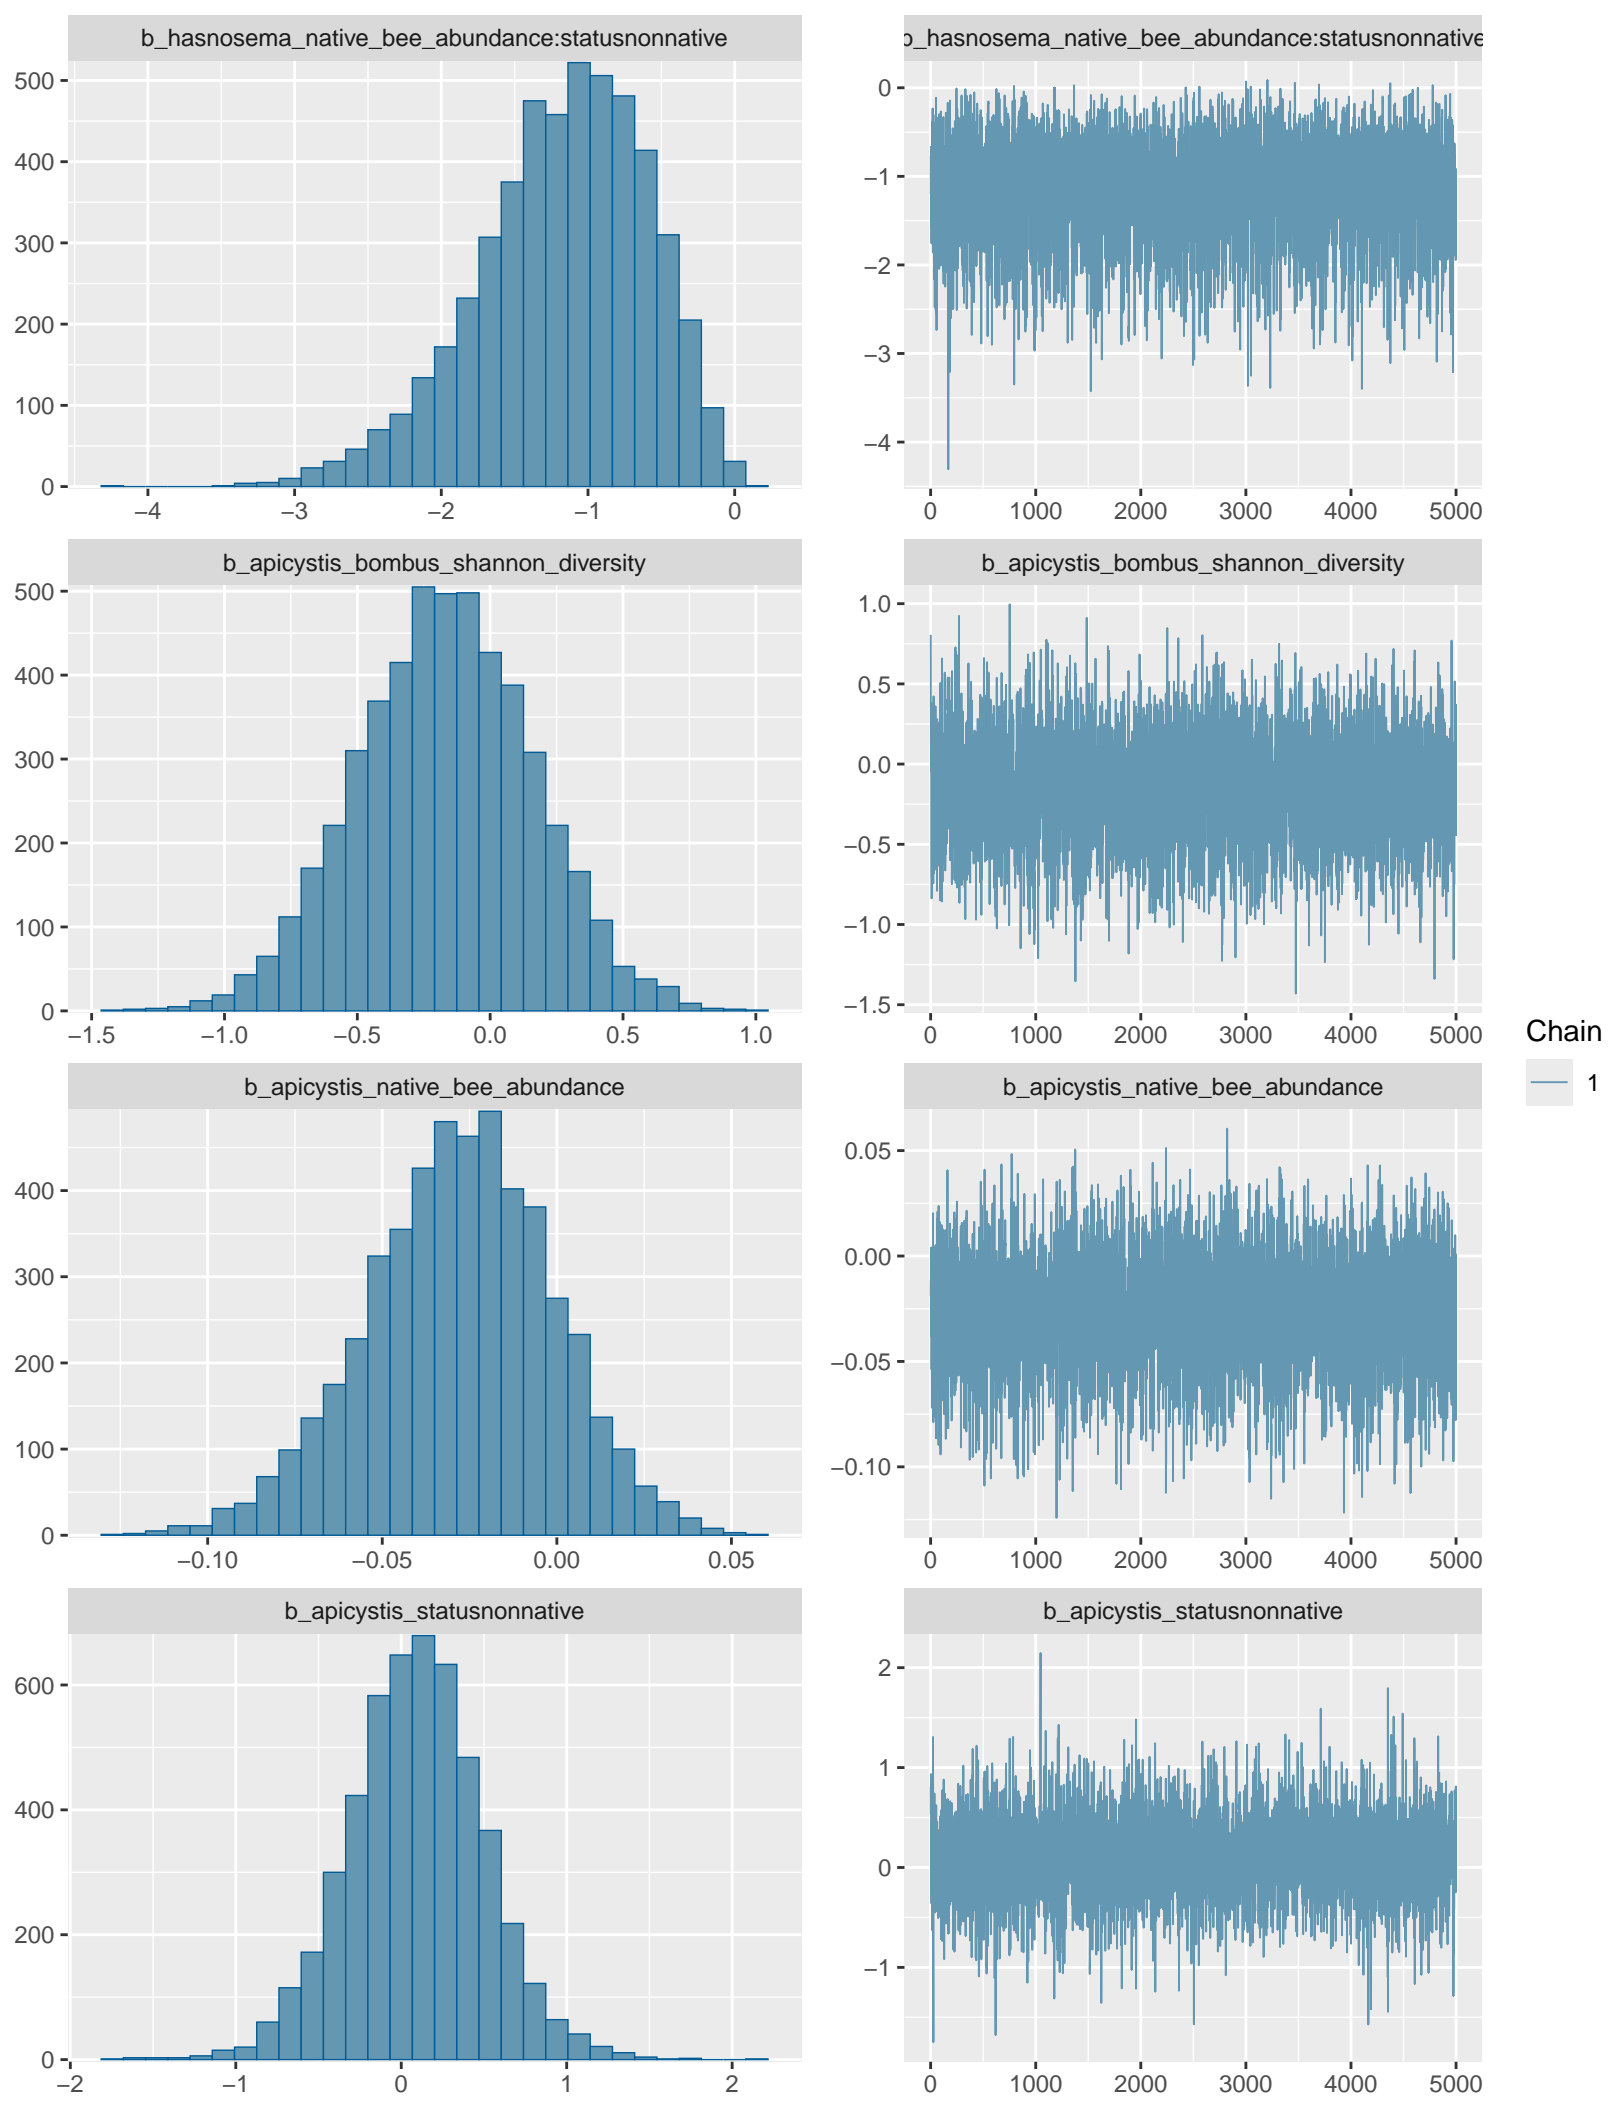 b_hasnosema_native_bee_abundance:statusnonnative
b_hasnosema_native_bee_abundance:statusnonnative
500
400
300
200
100
0
−4 −3 −2 −1 0
0
−1
−2
−3
−4
0 1000 2000 3000 4000 5000
b_apicystis_bombus_shannon_diversity
b_apicystis_bombus_shannon_diversity
500
400
300
200
100
0
−1.5 −1.0 −0.5 0.0 0.5 1.0
1.0
0.5
0.0
−0.5
−1.0
−1.5
0 1000 2000 3000 4000 5000
Chain
1
b_apicystis_native_bee_abundance
b_apicystis_native_bee_abundance
400
300
200
100
0
−0.10 −0.05 0.00 0.05
0.05
0.00
−0.05
−0.10
0 1000 2000 3000 4000 5000
b_apicystis_statusnonnative
b_apicystis_statusnonnative
600
400
200
0
−2 −1 0 1 2
2
1
0
−1
0 1000 2000 3000 4000 5000